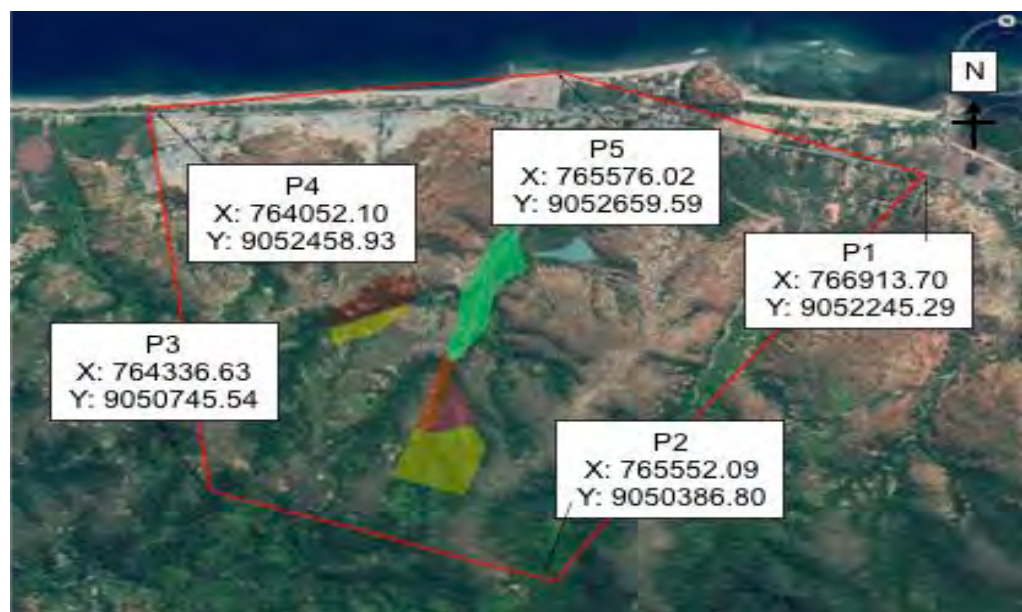 N
P5
X: 765576.02
Y: 9052659.59
P4
X: 764052.10
Y: 9052458.93
P1
X: 766913.70
Y: 9052245.29
P3
X: 764336.63
Y: 9050745.54
P2
X: 765552.09
Y: 9050386.80